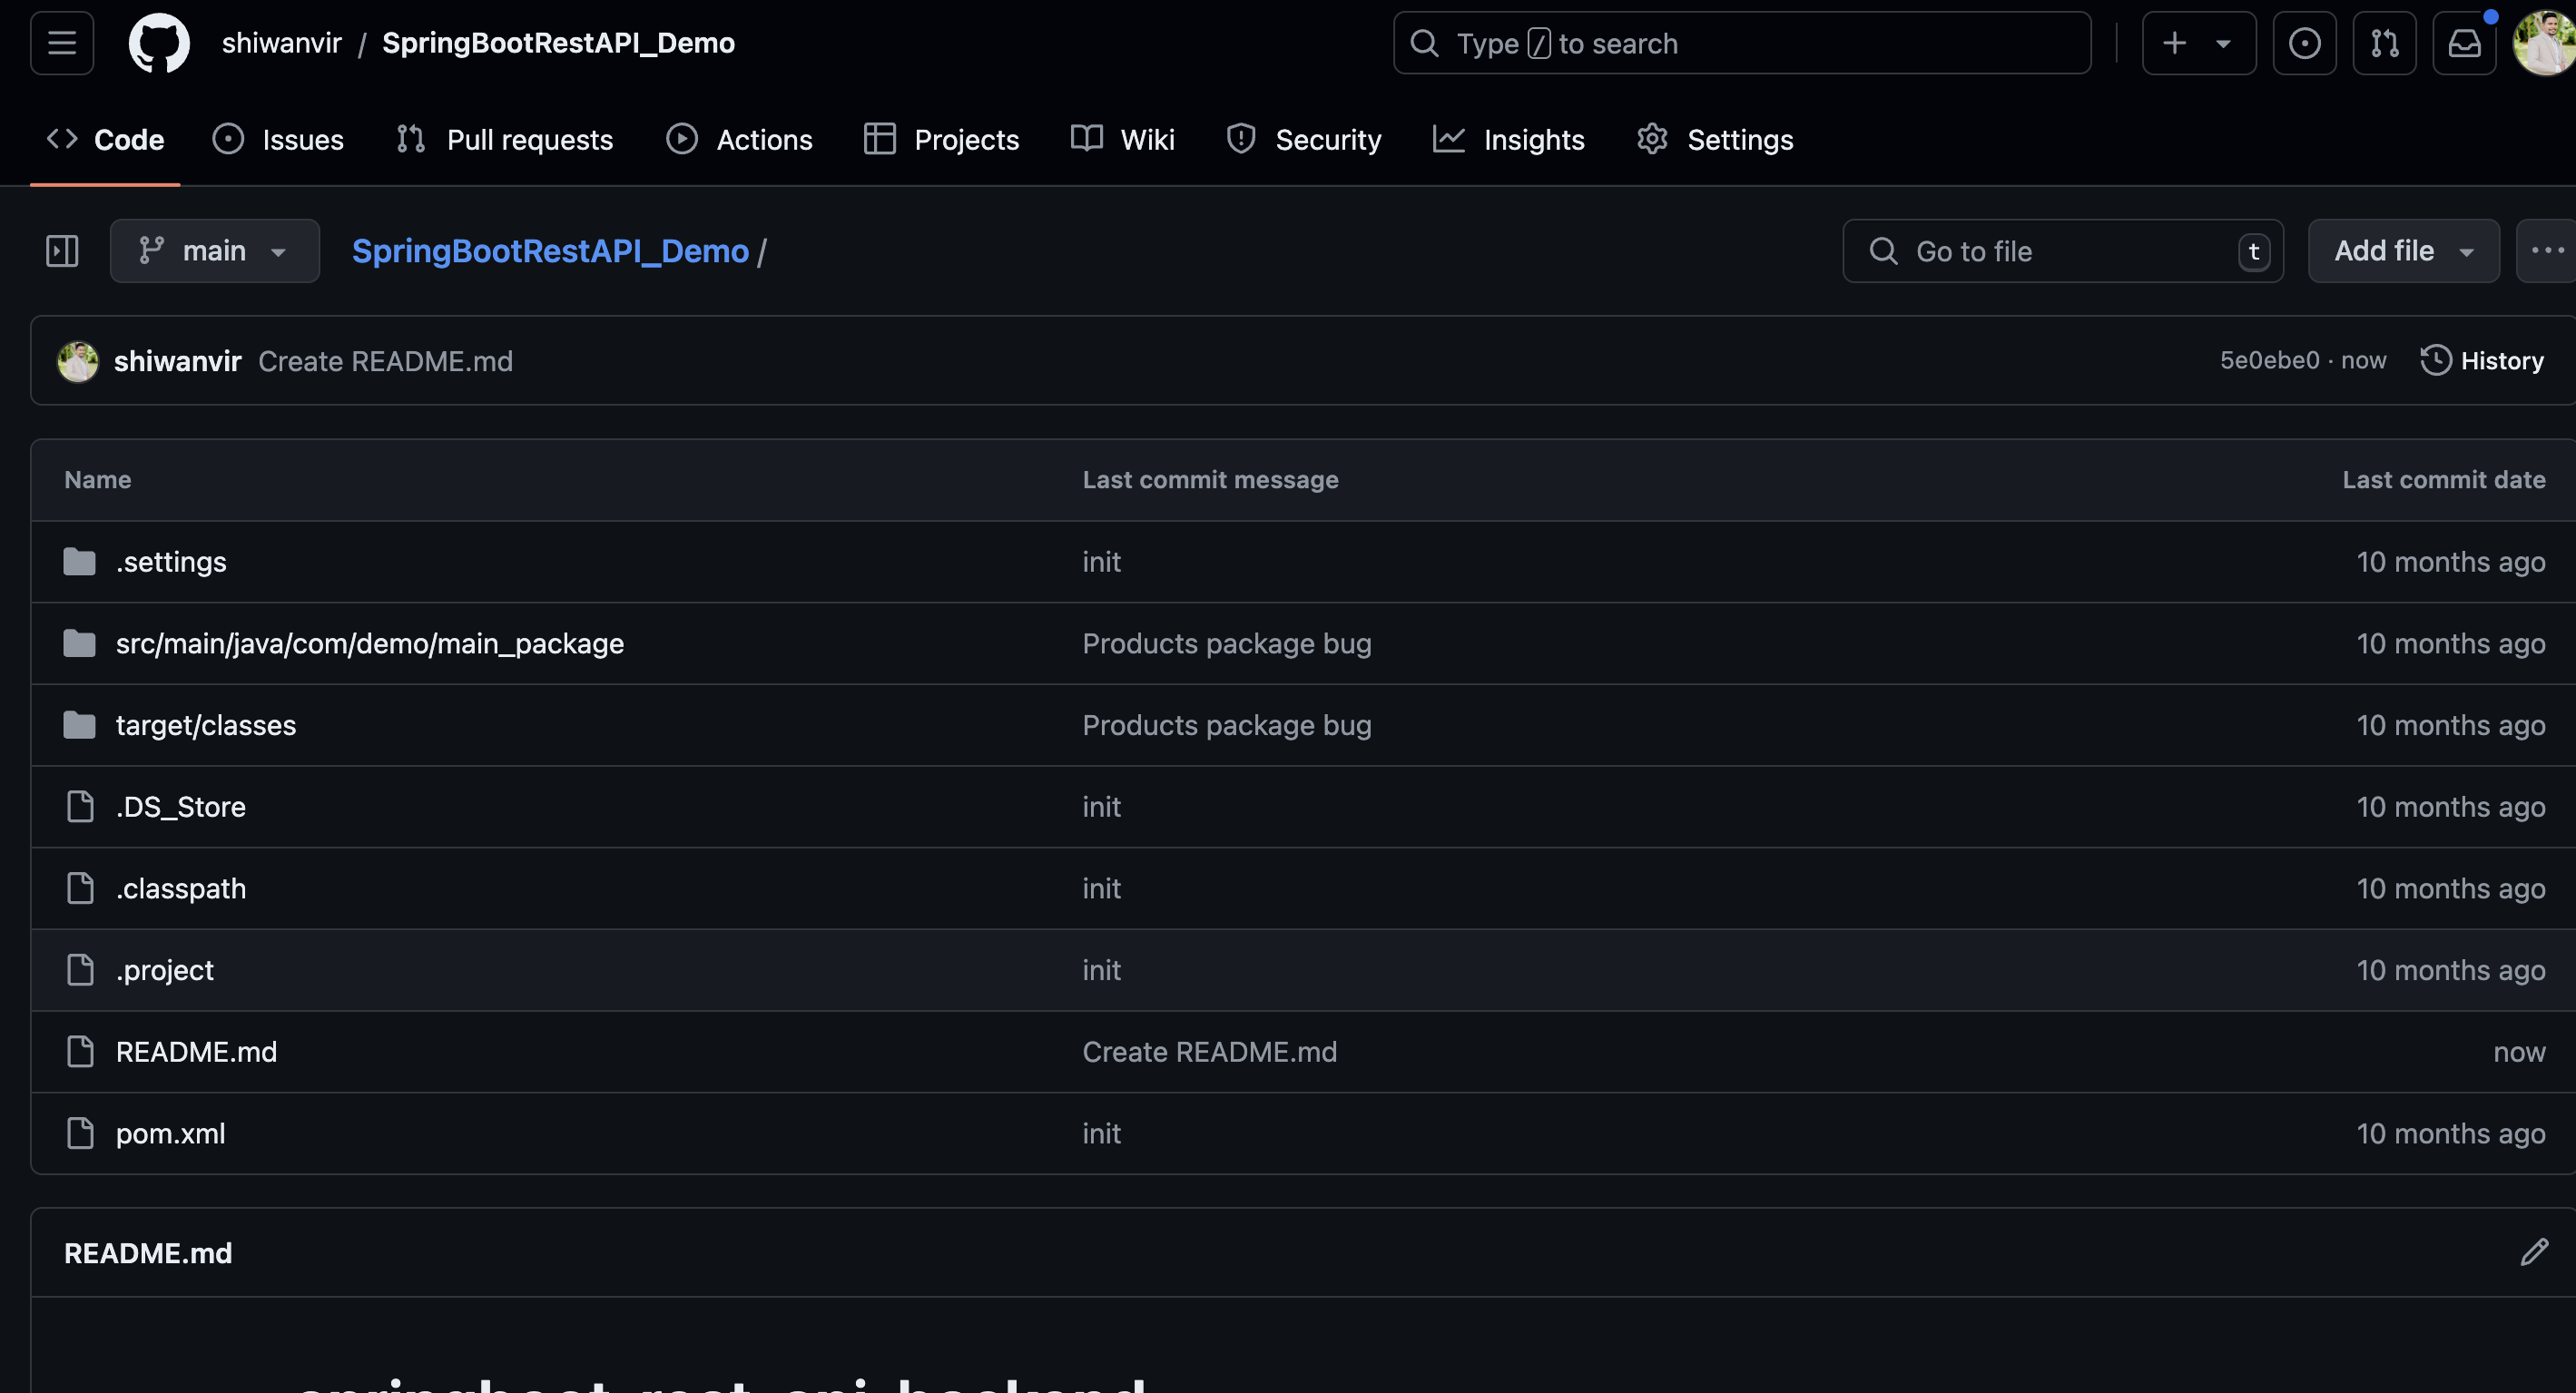 shiwanvir / SpringBootRestAPI_Demo
Type / to search
Code Issues Pull requests Actions Projects Wiki Security Insights Settings
main SpringBootRestAPI_Demo / Go to file t Add file
shiwanvir Create README.md 5e0ebe0 · now History
Name Last commit message Last commit date
.settings init 10 months ago
src/main/java/com/demo/main_package Products package bug 10 months ago
target/classes Products package bug 10 months ago
.DS_Store init 10 months ago
.classpath init 10 months ago
.project init 10 months ago
README.md Create README.md now
pom.xml init 10 months ago
README.md